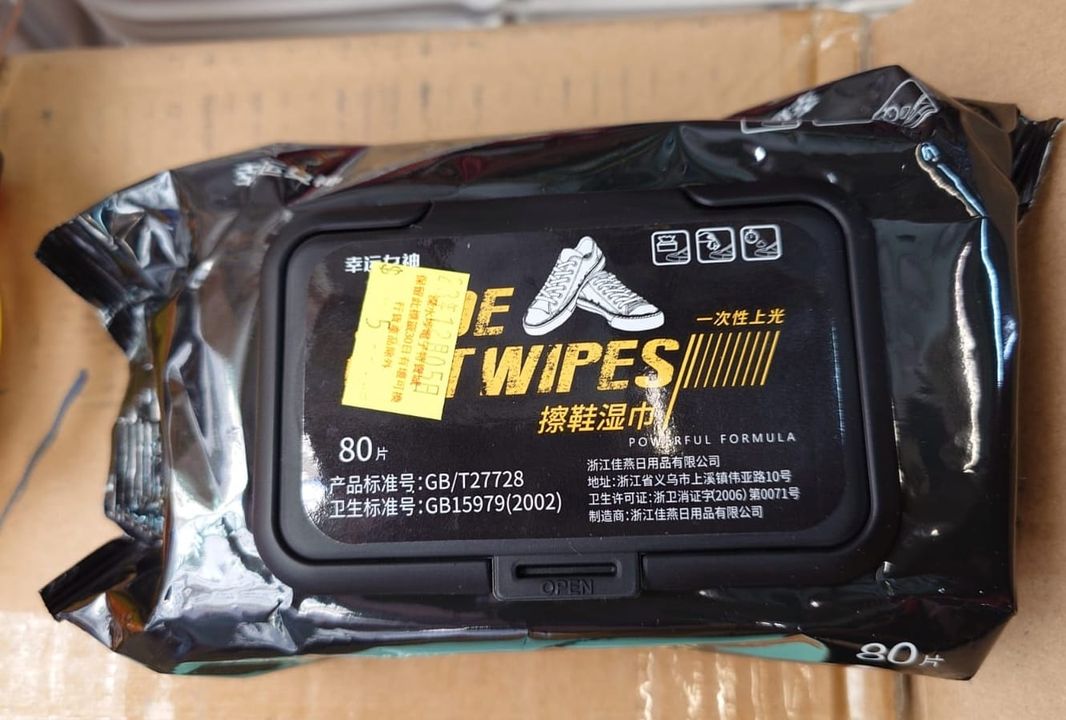 幸运女神
一次性上光
WIPES
擦鞋湿巾
POWERFUL FORMULA
80片
产品标准号:GB/T27728
卫生标准号:GB15979(2002)
浙江佳燕日用品有限公司
地址:浙江省义乌市上溪镇伟亚路10号
卫生许可证:浙卫消证字(2006)第0071号
制造商:浙江佳燕日用品有限公司
OPEN
80片